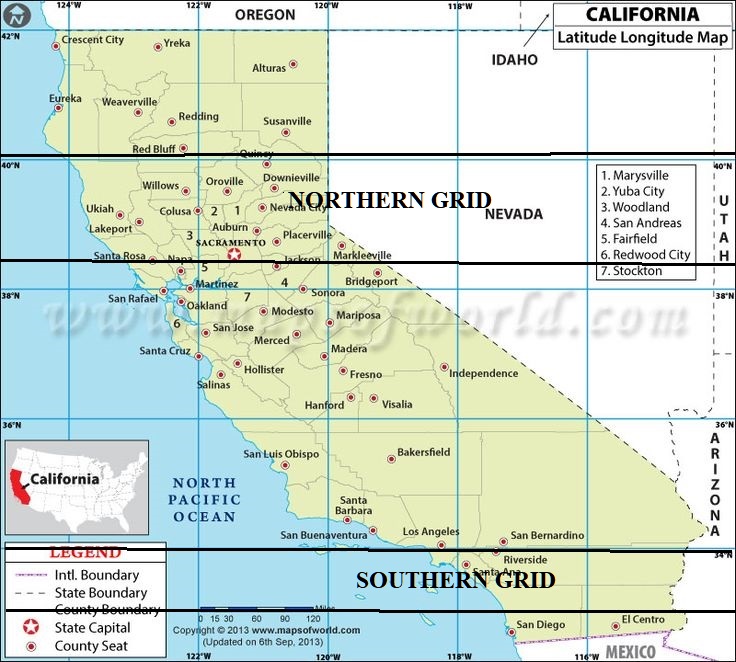 OREGON
CALIFORNIA
Latitude Longitude Map
42°N
124°W
122°W
120°W
118°W
42°N
IDAHO
Crescent City
Yreka
Alturas
Eureka
Weaverville
Redding
Susanville
Red Bluff
Quincy
40°N
40°N
Downieville
Willows
Oroville
NORTHERN GRID
Nevada City
NEVADA
Ukiah
Colusa
2
1
Lakeport
Auburn
3
Placerville
SACRAMENTO
Markleeville
Santa Rosa
Napa
5
Jackson
Bridgeport
1. Marysville
2. Yuba City
3. Woodland
4. San Andreas
5. Fairfield
6. Redwood City
7. Stockton
UTAH
38°N
38°N
Martinez
4
Sonora
San Rafael
Oakland
7
Modesto
Mariposa
www.mapsofworld.com
6
San Jose
Merced
Santa Cruz
Madera
Hollister
Fresno
Independence
Salinas
Hanford
Visalia
36°N
36°N
ARIZONA
San Luis Obispo
Bakersfield
California
NORTH
PACIFIC
OCEAN
Santa
Barbara
San Buenaventura
Los Angeles
San Bernardino
34°N
Riverside
Santa Ana
SOUTHERN GRID
LEGEND
Intl. Boundary
State Boundary
County Boundary
State Capital
County Seat
0
15
30
60
90
120
Miles
Copyright © 2013 www.mapsofworld.com
(Updated on 6th Sep, 2013)
San Diego
El Centro
MEXICO
124°W
122°W
120°W
118°W
116°W